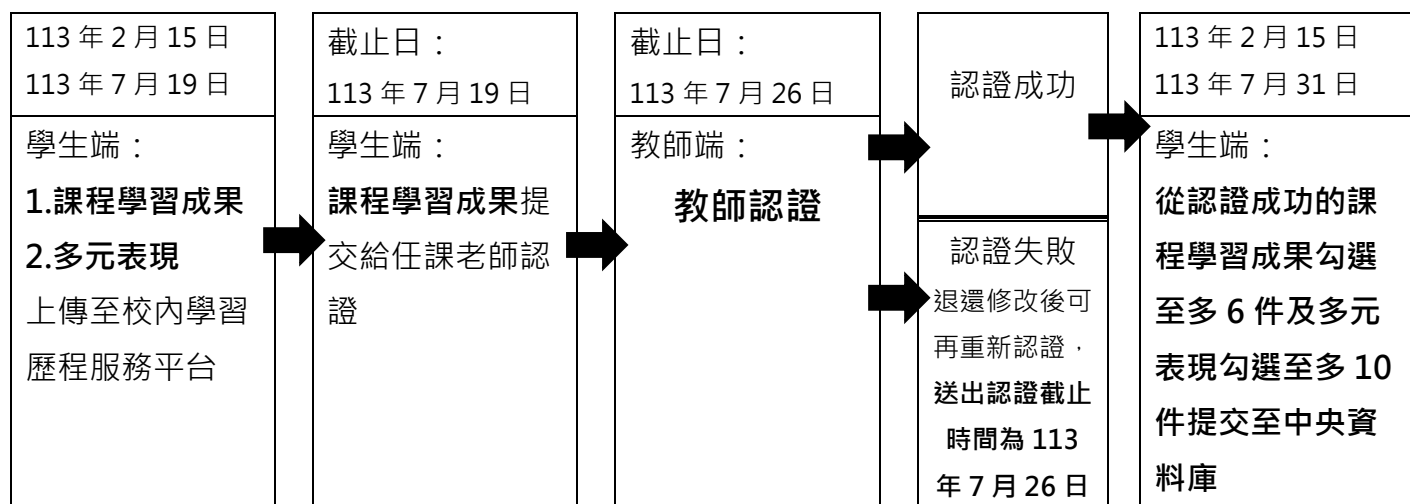 113 年 2 月 15 日
113 年 7 月 19 日
學生端：
1.課程學習成果
2.多元表現
上傳至校內學習
歷程服務平台
截止日：
113 年 7 月 19 日
學生端：
課程學習成果提
交給任課老師認
證
截止日：
113 年 7 月 26 日
教師端：
教師認證
認證成功
認證失敗
退還修改後可
再重新認證，
送出認證截止
時間為 113
年 7 月 26 日
113 年 2 月 15 日
113 年 7 月 31 日
學生端：
從認證成功的課
程學習成果勾選
至多 6 件及多元
表現勾選至多 10
件提交至中央資
料庫